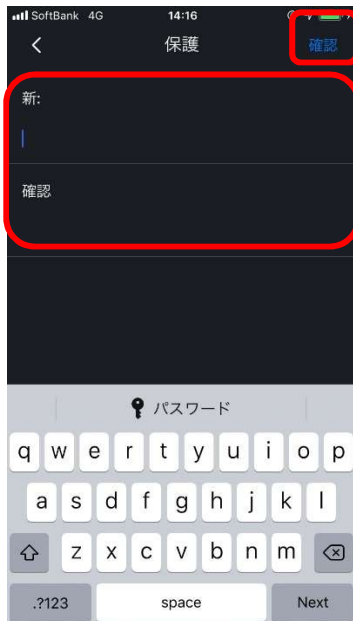 SoftBank 4G 14:16
保護 確認
新:
確認
パスワード
q w e r t y u i o p
a s d f g h j k l
z x c v b n m
.?123 space Next